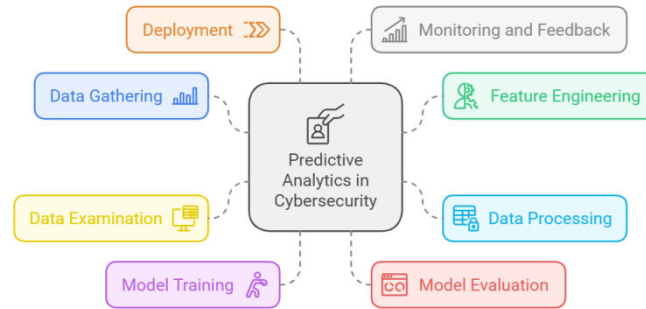 Deployment
Monitoring and Feedback
Data Gathering
Feature Engineering
Predictive
Analytics in
Cybersecurity
Data Examination
Data Processing
Model Training
Model Evaluation